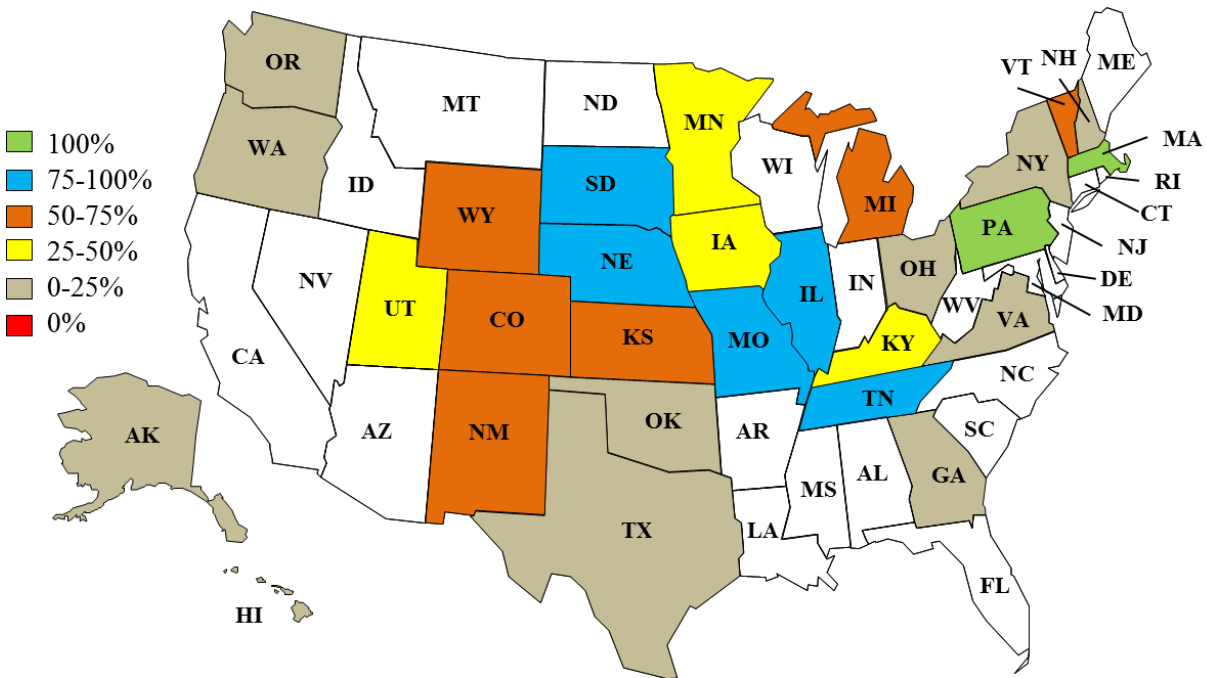 100%
75-100%
50-75%
25-50%
0-25%
0%
OR
WA
MT
ID
ND
MN
SD
WY
NE
IA
WI
MI
NV
UT
CO
KS
MO
IL
IN
OH
KY
WV
VA
PA
NY
VT
NH
ME
MA
RI
CT
NJ
DE
MD
CA
AZ
NM
OK
AR
TN
NC
SC
MS
AL
GA
TX
LA
FL
AK
HI